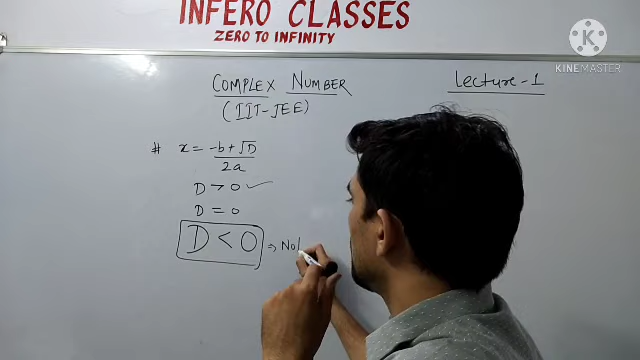 INFERO CLASSES
ZERO TO INFINITY
KINEMASTER
COMPLEX NUMBER
Lecture-1
(IIT-JEE)
# x = -b+√D / 2a
D > 0 ✓
D = 0
D < 0 ⇒ No